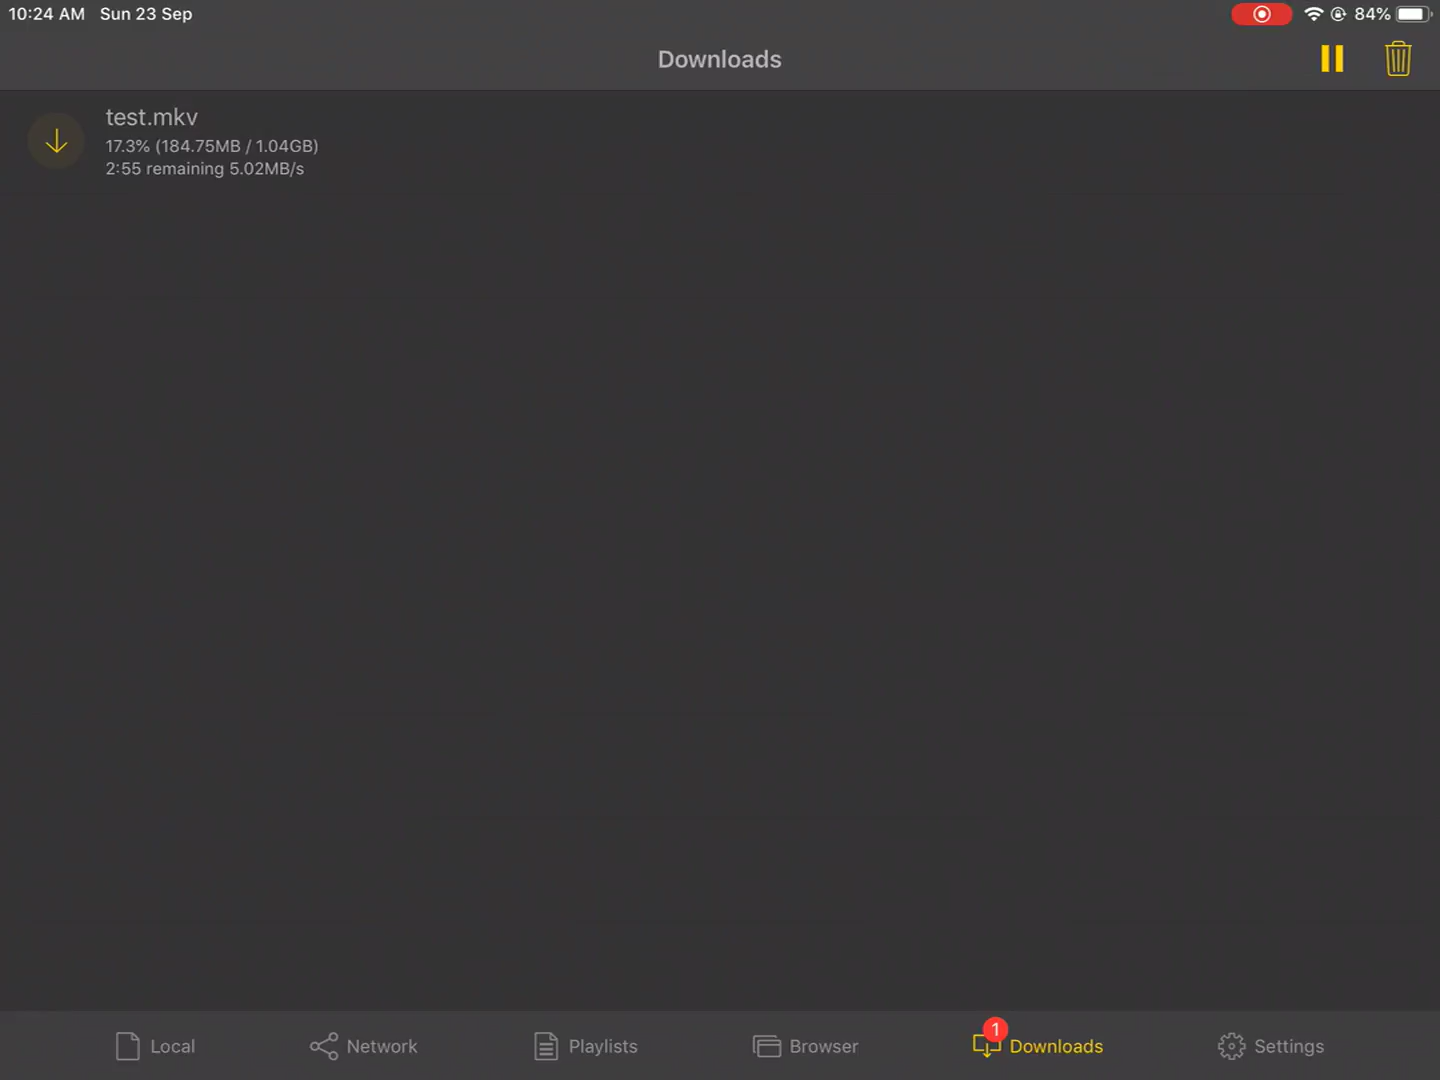 10:24 AM Sun 23 Sep 84%
Downloads
test.mkv
17.3% (184.75MB / 1.04GB)
2:55 remaining 5.02MB/s
1
Local Network Playlists Browser Downloads Settings